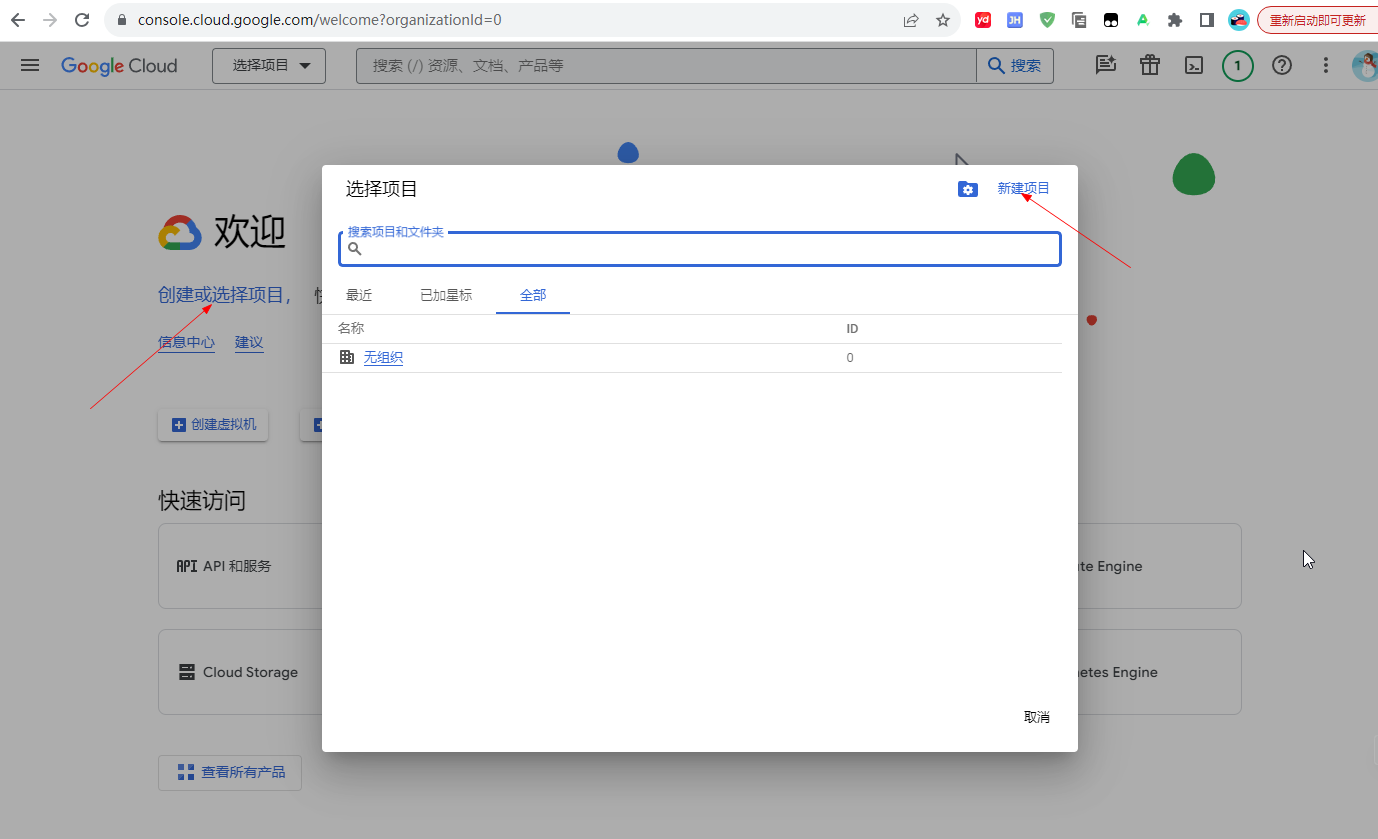 console.cloud.google.com/welcome?organizationId=0
yd
JH
重新启动即可更新
Google Cloud
选择项目
搜索 (/) 资源、文档、产品等
搜索
1
选择项目
新建项目
欢迎
搜索项目和文件夹
创建或选择项目，
最近
已加星标
全部
名称
ID
信息中心
建议
无组织
0
创建虚拟机
快速访问
API
API 和服务
te Engine
Cloud Storage
etes Engine
取消
查看所有产品